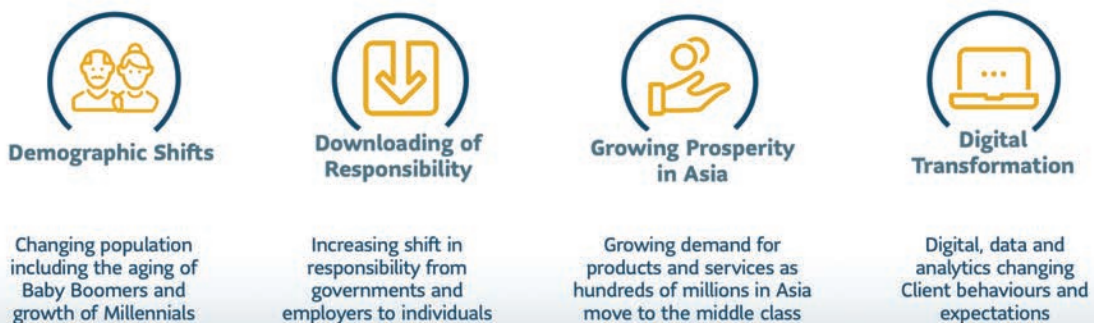 Demographic Shifts
Changing population
including the aging of
Baby Boomers and
growth of Millennials
Downloading of
Responsibility
Increasing shift in
responsibility from
governments and
employers to individuals
Growing Prosperity
in Asia
Growing demand for
products and services as
hundreds of millions in Asia
move to the middle class
Digital
Transformation
Digital, data and
analytics changing
Client behaviours and
expectations